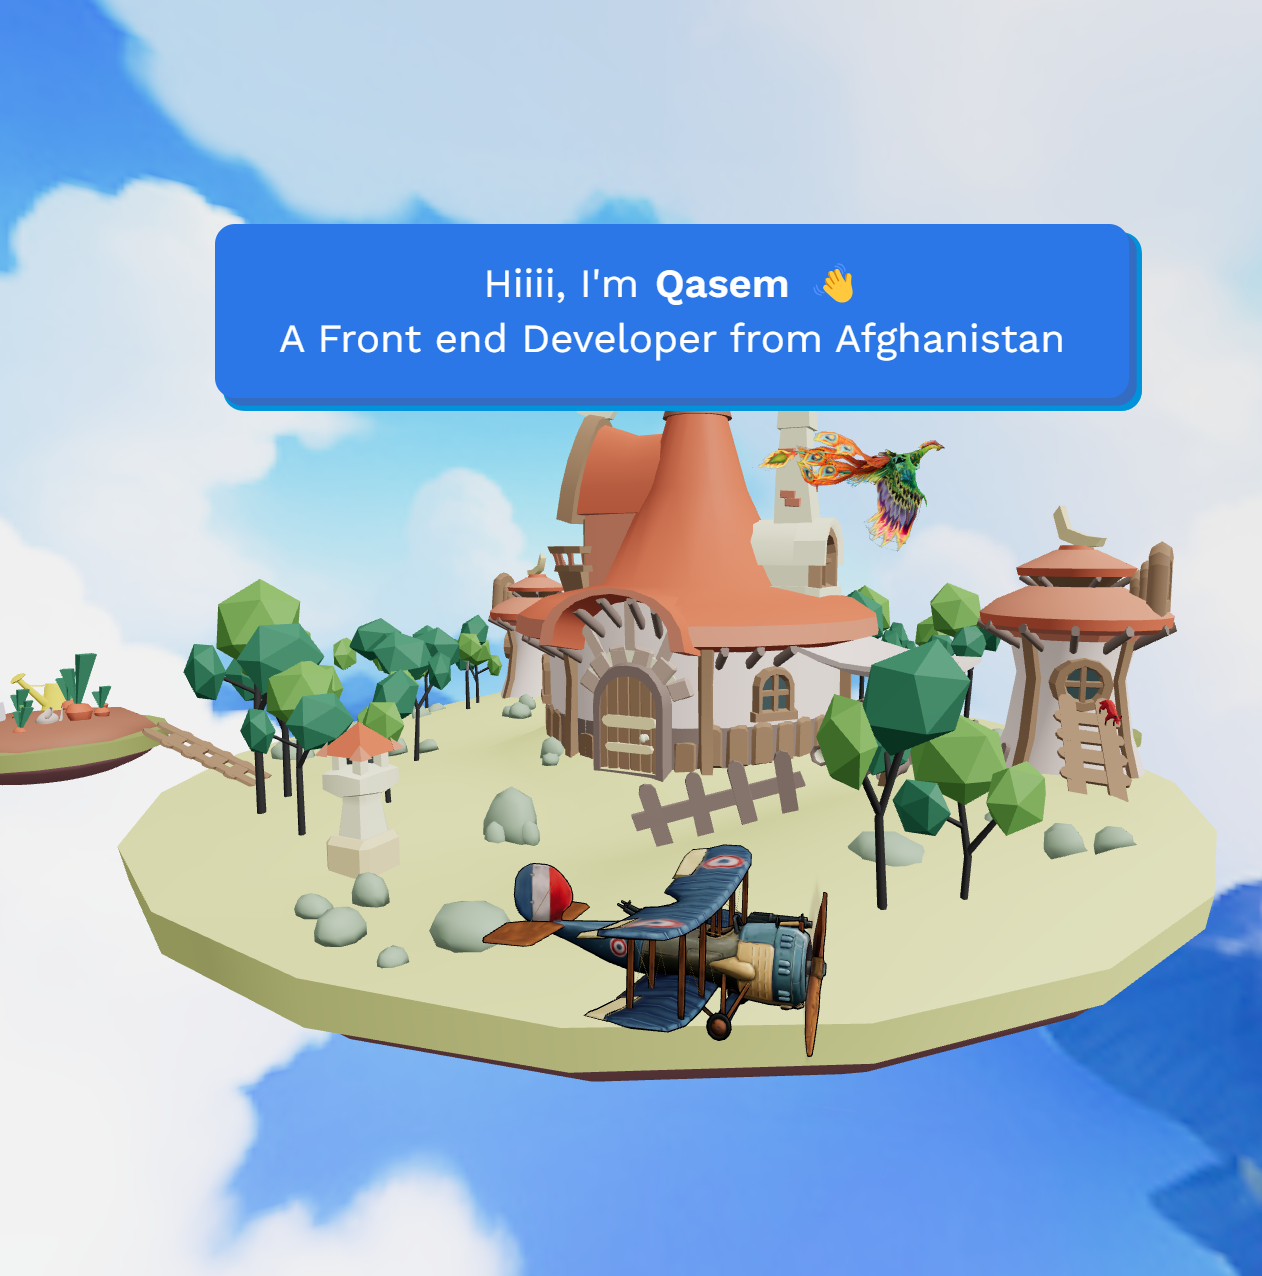 Hiiii, I'm Qasem 👋
A Front end Developer from Afghanistan